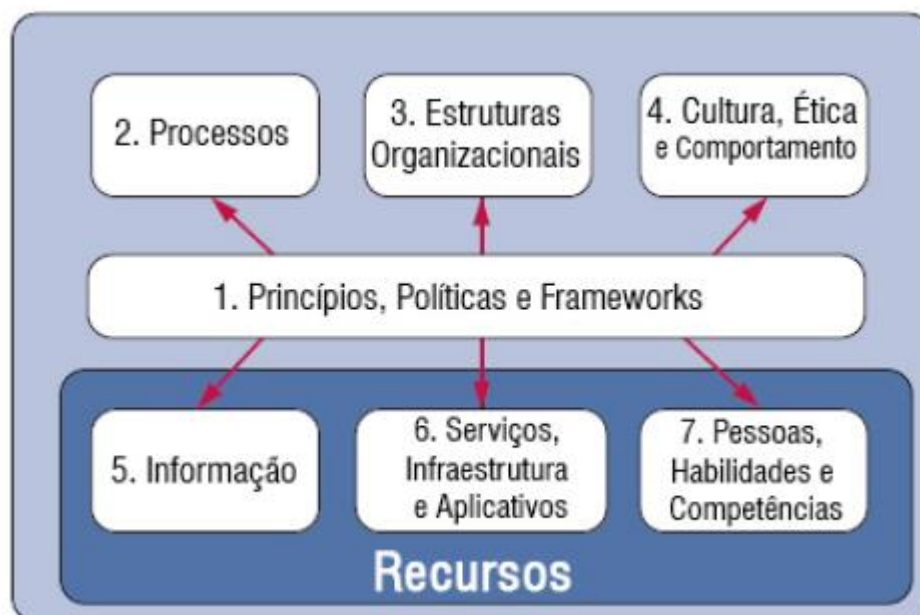 2. Processos
3. Estruturas
Organizacionais
4. Cultura, Ética
e Comportamento
1. Princípios, Políticas e Frameworks
5. Informação
6. Serviços,
Infraestrutura
e Aplicativos
7. Pessoas,
Habilidades e
Competências
Recursos